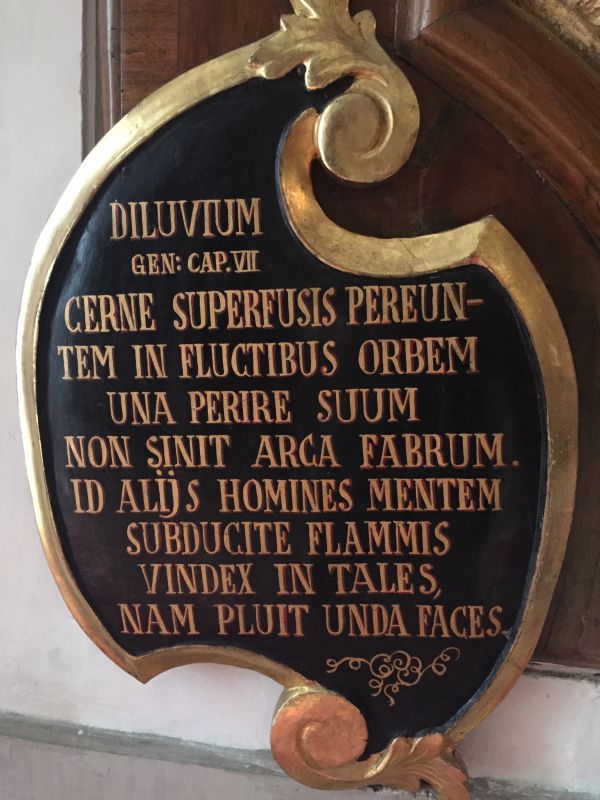 DILUVIUM
GEN: CAP. VII
CERNE SUPERFUSIS PEREUN-
TEM IN FLUCTIBUS ORBEM
UNA PERIRE SUUM
NON SINIT ARCA FABRUM.
ID ALIJS HOMINES MENTEM
SUBDUCITE FLAMMIS
VINDEX IN TALES,
NAM PLUIT UNDA FACES